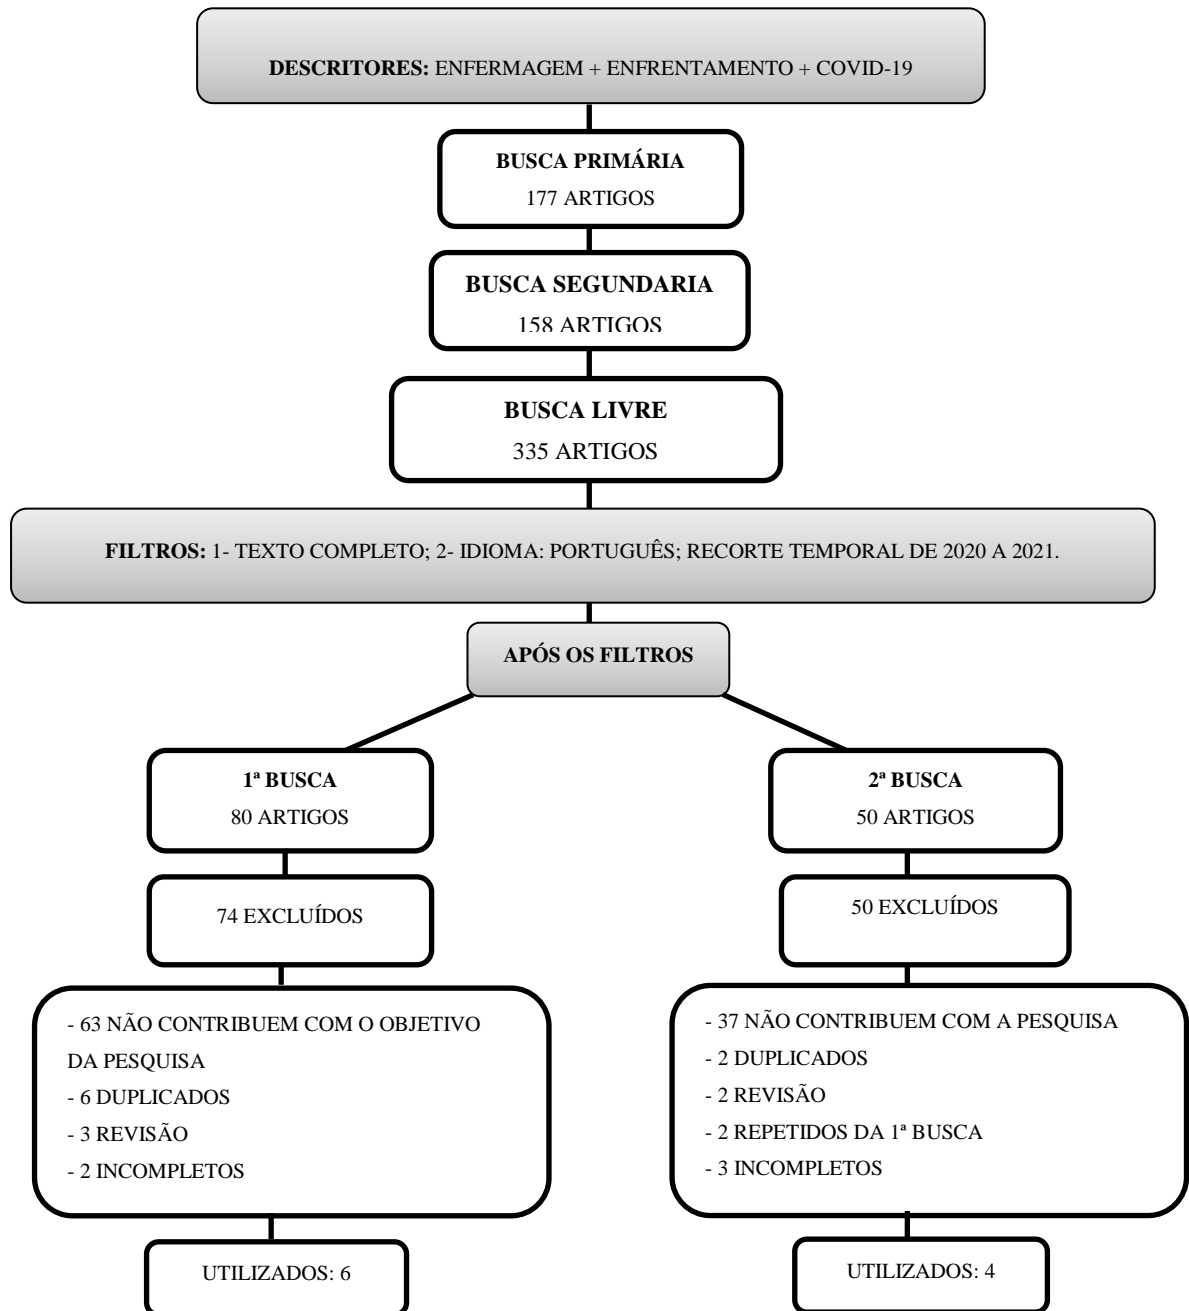 DESCRITORES: ENFERMAGEM + ENFRENTAMENTO + COVID-19
BUSCA PRIMÁRIA
177 ARTIGOS
BUSCA SEGUNDARIA
158 ARTIGOS
BUSCA LIVRE
335 ARTIGOS
FILTROS: 1- TEXTO COMPLETO; 2- IDIOMA: PORTUGUÊS; RECORTE TEMPORAL DE 2020 A 2021.
APÓS OS FILTROS
1ª BUSCA
80 ARTIGOS
74 EXCLUÍDOS
- 63 NÃO CONTRIBUEM COM O OBJETIVO
DA PESQUISA
- 6 DUPLICADOS
- 3 REVISÃO
- 2 INCOMPLETOS
UTILIZADOS: 6
2ª BUSCA
50 ARTIGOS
50 EXCLUÍDOS
- 37 NÃO CONTRIBUEM COM A PESQUISA
- 2 DUPLICADOS
- 2 REVISÃO
- 2 REPETIDOS DA 1ª BUSCA
- 3 INCOMPLETOS
UTILIZADOS: 4